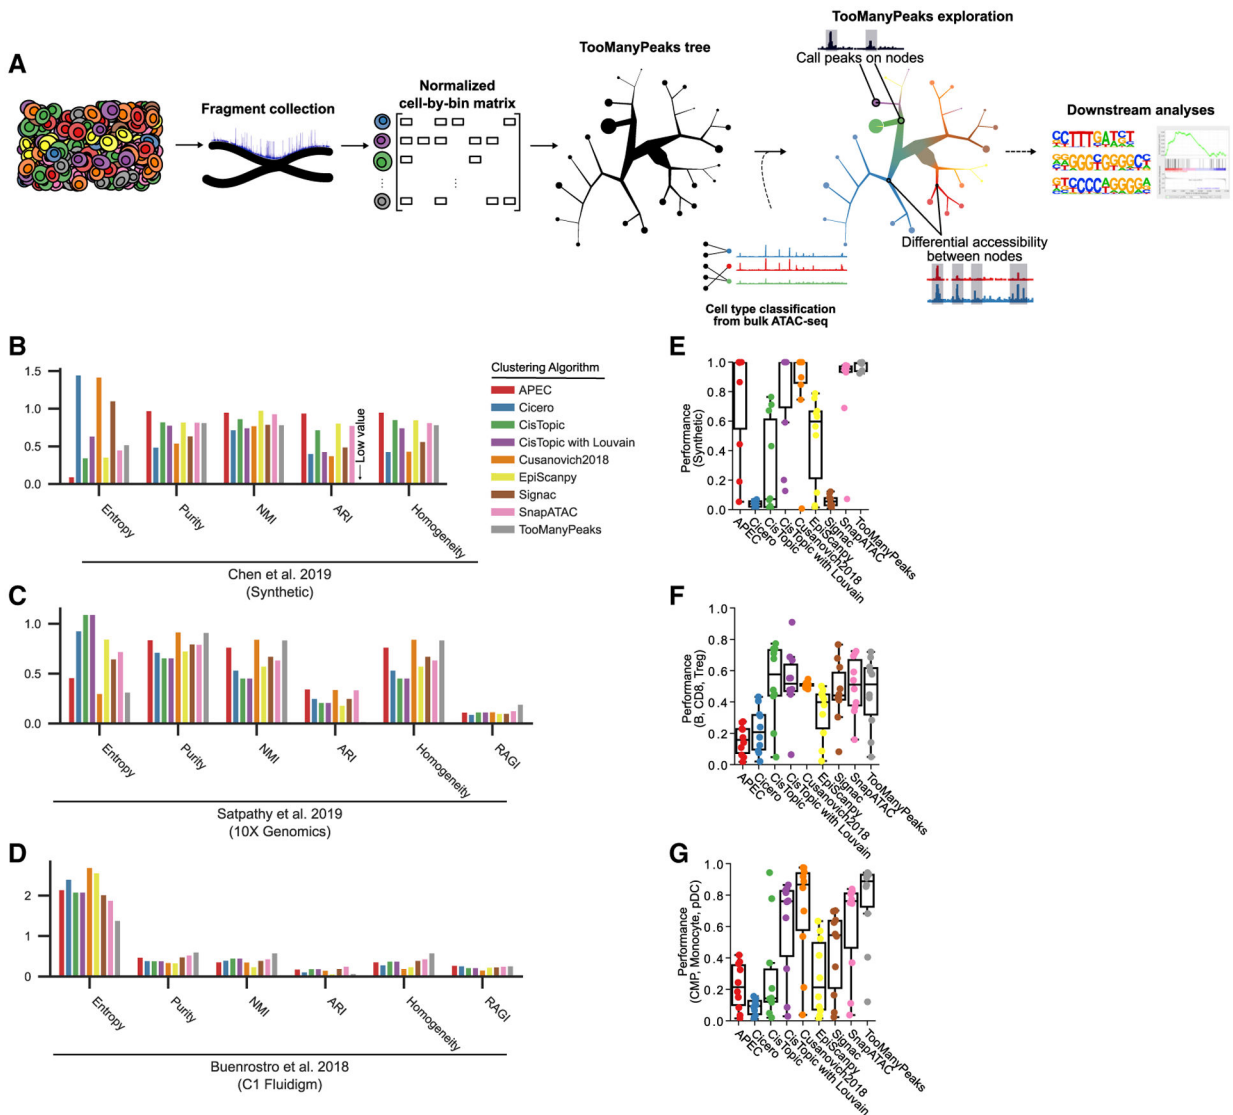 A
Fragment collection
Normalized
cell-by-bin matrix
TooManyPeaks tree
TooManyPeaks exploration
Call peaks on nodes
Differential accessibility
between nodes
Cell type classification
from bulk ATAC-seq
Downstream analyses
B
1.5
1.0
0.5
0.0
Low value
Entropy
Purity
NMI
ARI
Homogeneity
Chen et al. 2019
(Synthetic)
Clustering Algorithm
APEC
Cicero
CisTopic
CisTopic with Louvain
Cusanovich2018
EpiScanpy
Signac
SnapATAC
TooManyPeaks
C
1.0
0.5
0.0
Entropy
Purity
NMI
ARI
Homogeneity
RAGI
Satpathy et al. 2019
(10X Genomics)
D
2
1
0
Entropy
Purity
NMI
ARI
Homogeneity
RAGI
Buenrostro et al. 2018
(C1 Fluidigm)
E
Performance
(Synthetic)
1.0
0.8
0.6
0.4
0.2
0.0
APEC
Cicero
CisTopic
CisTopic with Louvain
Cusanovich2018
EpiScanpy
Signac
SnapATAC
TooManyPeaks
F
Performance
(B, CD8, Treg)
1.0
0.8
0.6
0.4
0.2
0.0
APEC
Cicero
CisTopic
CisTopic with Louvain
Cusanovich2018
EpiScanpy
Signac
SnapATAC
TooManyPeaks
G
Performance
(CMP, Monocyte, pDC)
1.0
0.8
0.6
0.4
0.2
0.0
APEC
Cicero
CisTopic
CisTopic with Louvain
Cusanovich2018
EpiScanpy
Signac
SnapATAC
TooManyPeaks